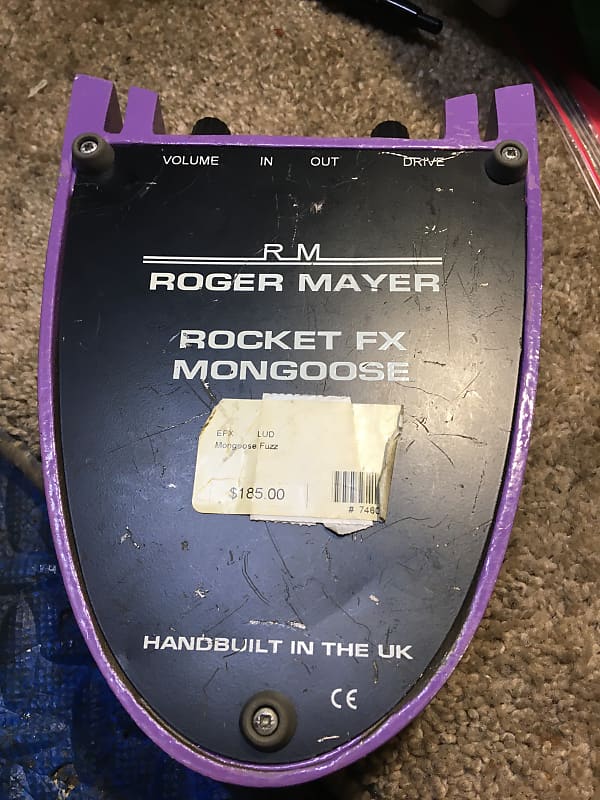 VOLUME IN OUT DRIVE
RM
ROGER MAYER
ROCKET FX
MONGOOSE
EFX LUD
Mongoose Fuzz
$185.00
# 7460
HANDBUILT IN THE UK
CE